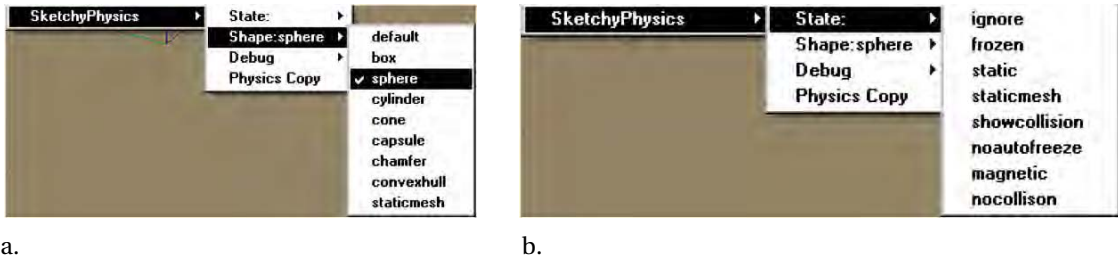 SketchyPhysics
State:
Shape:sphere
Debug
Physics Copy
default
box
sphere
cylinder
cone
capsule
chamfer
convexhull
staticmesh
a.
SketchyPhysics
State:
Shape:sphere
Debug
Physics Copy
ignore
frozen
static
staticmesh
showcollision
noautofreeze
magnetic
nocollison
b.